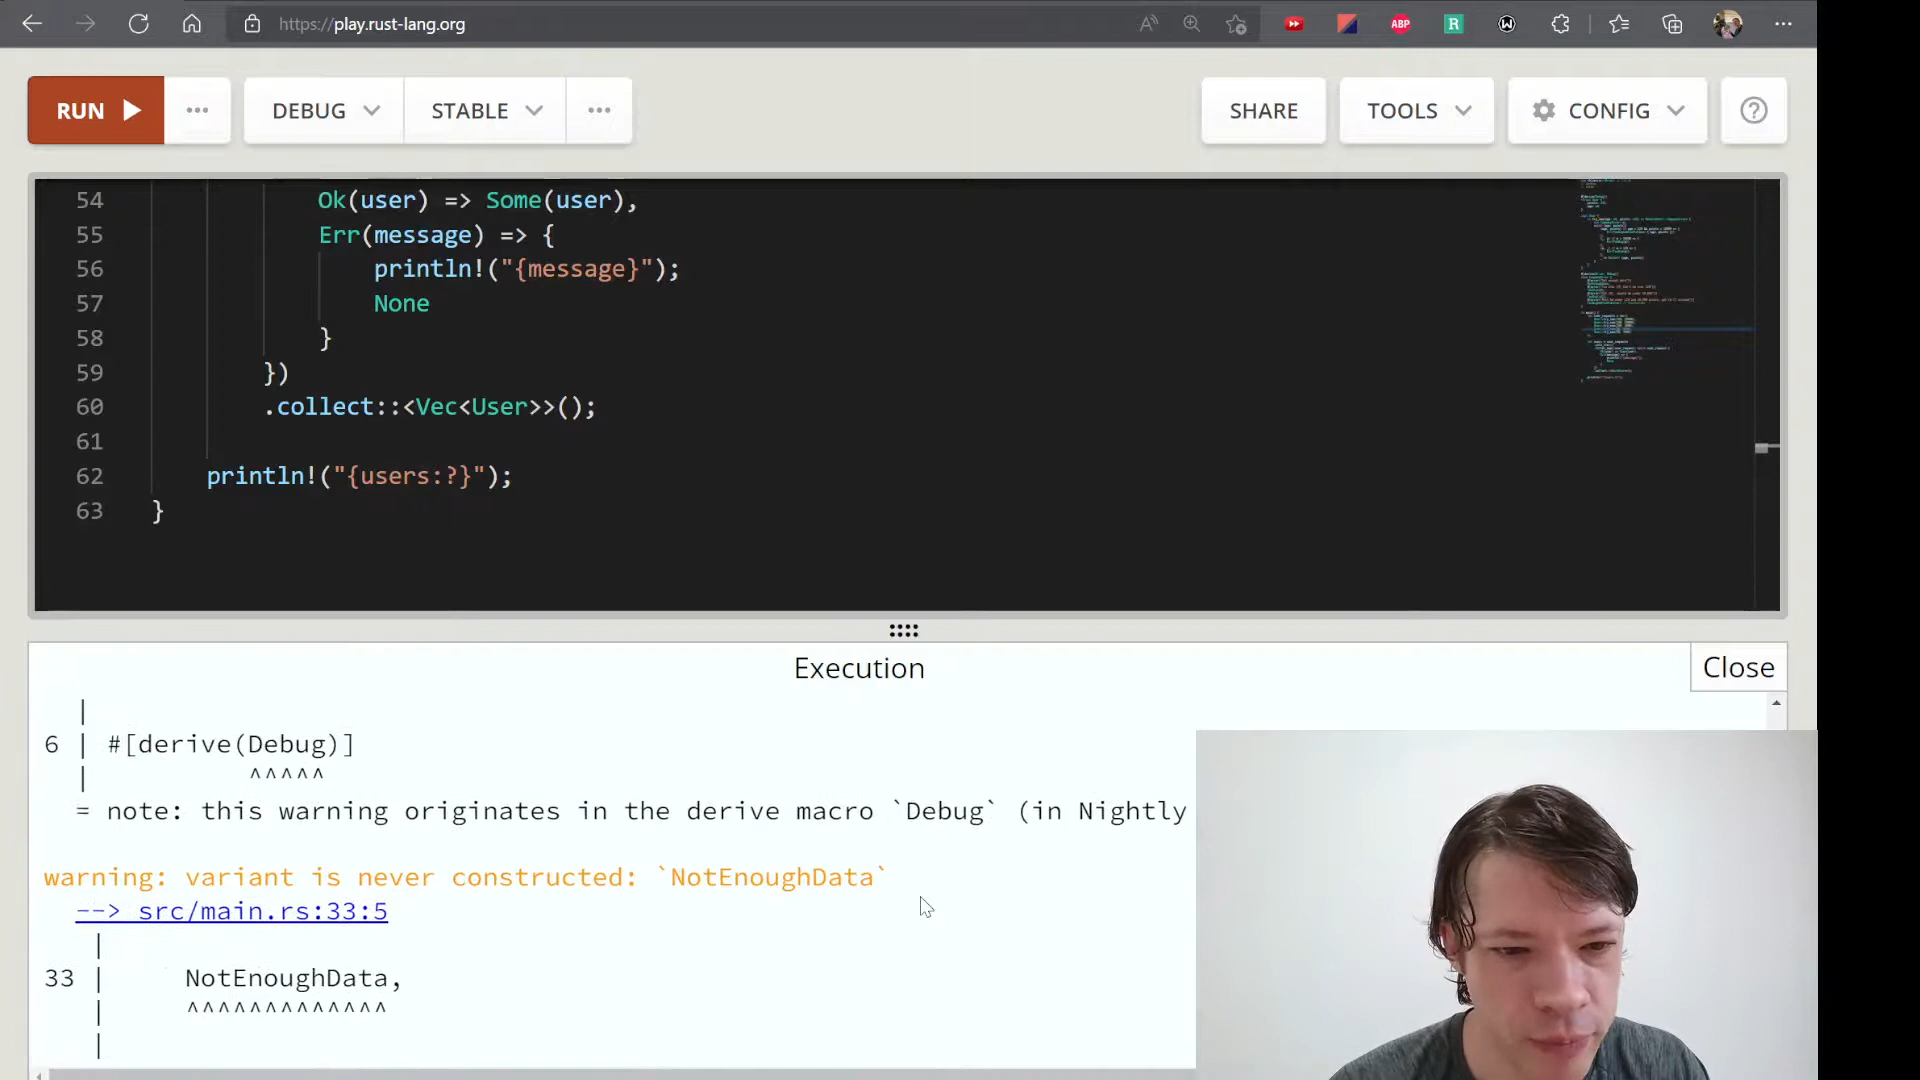 https://play.rust-lang.org
RUN
DEBUG
STABLE
SHARE
TOOLS
CONFIG
54 Ok(user) => Some(user),
55 Err(message) => {
56 println!("{message}");
57 None
58 }
59 })
60 .collect::<Vec<User>>();
61
62 println!("{users:?}");
63 }
Execution
Close
|
6 | #[derive(Debug)]
| ^^^^^
= note: this warning originates in the derive macro `Debug` (in Nightly
warning: variant is never constructed: `NotEnoughData`
--> src/main.rs:33:5
|
33 | NotEnoughData,
| ^^^^^^^^^^^^^
|